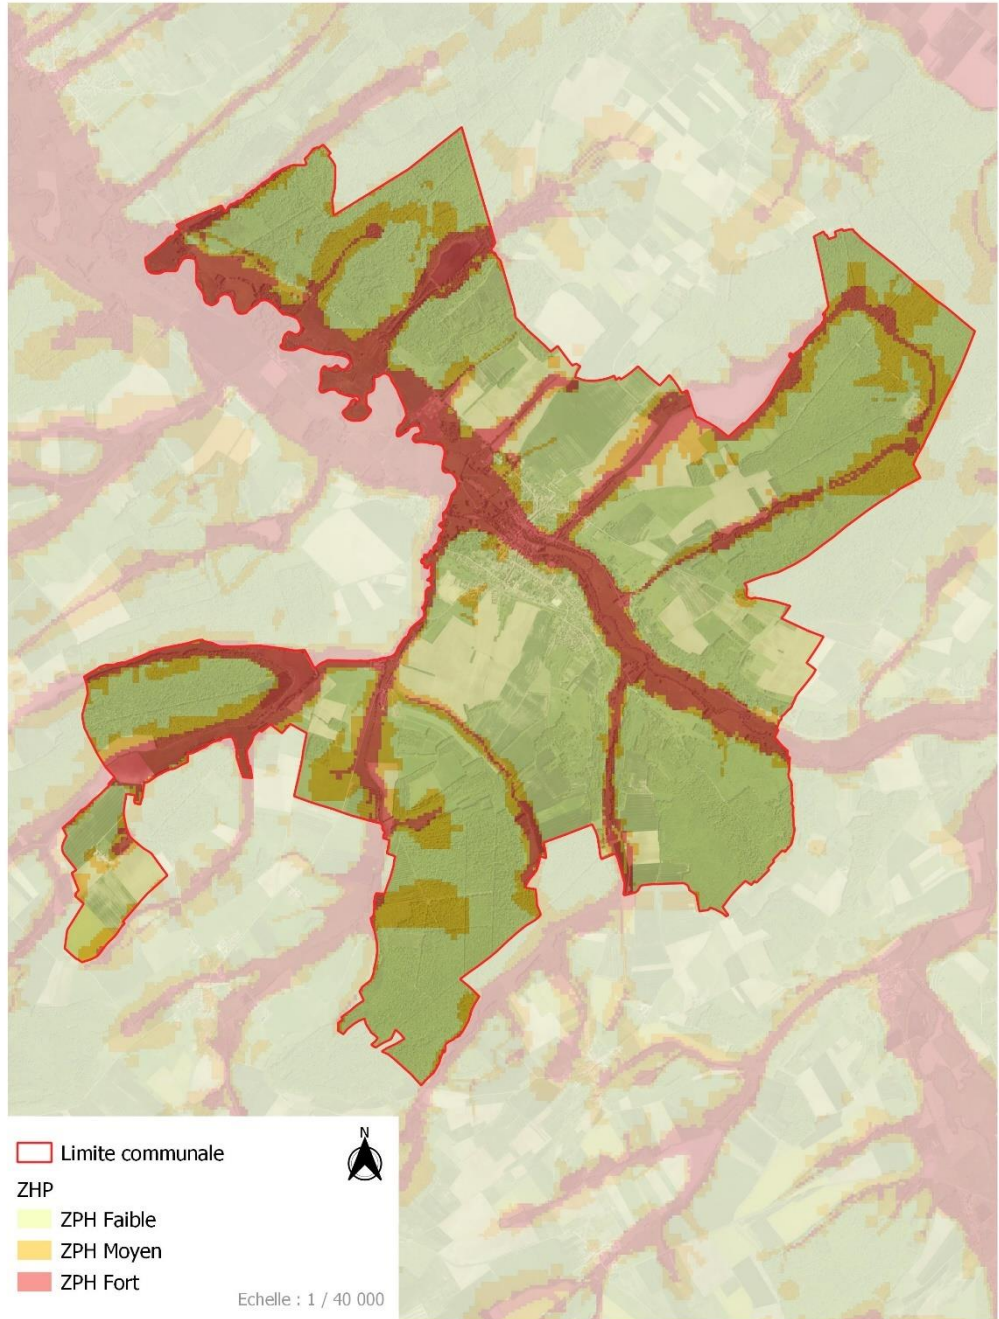 N
Limite communale
ZHP
ZPH Faible
ZPH Moyen
ZPH Fort
Echelle : 1 / 40 000